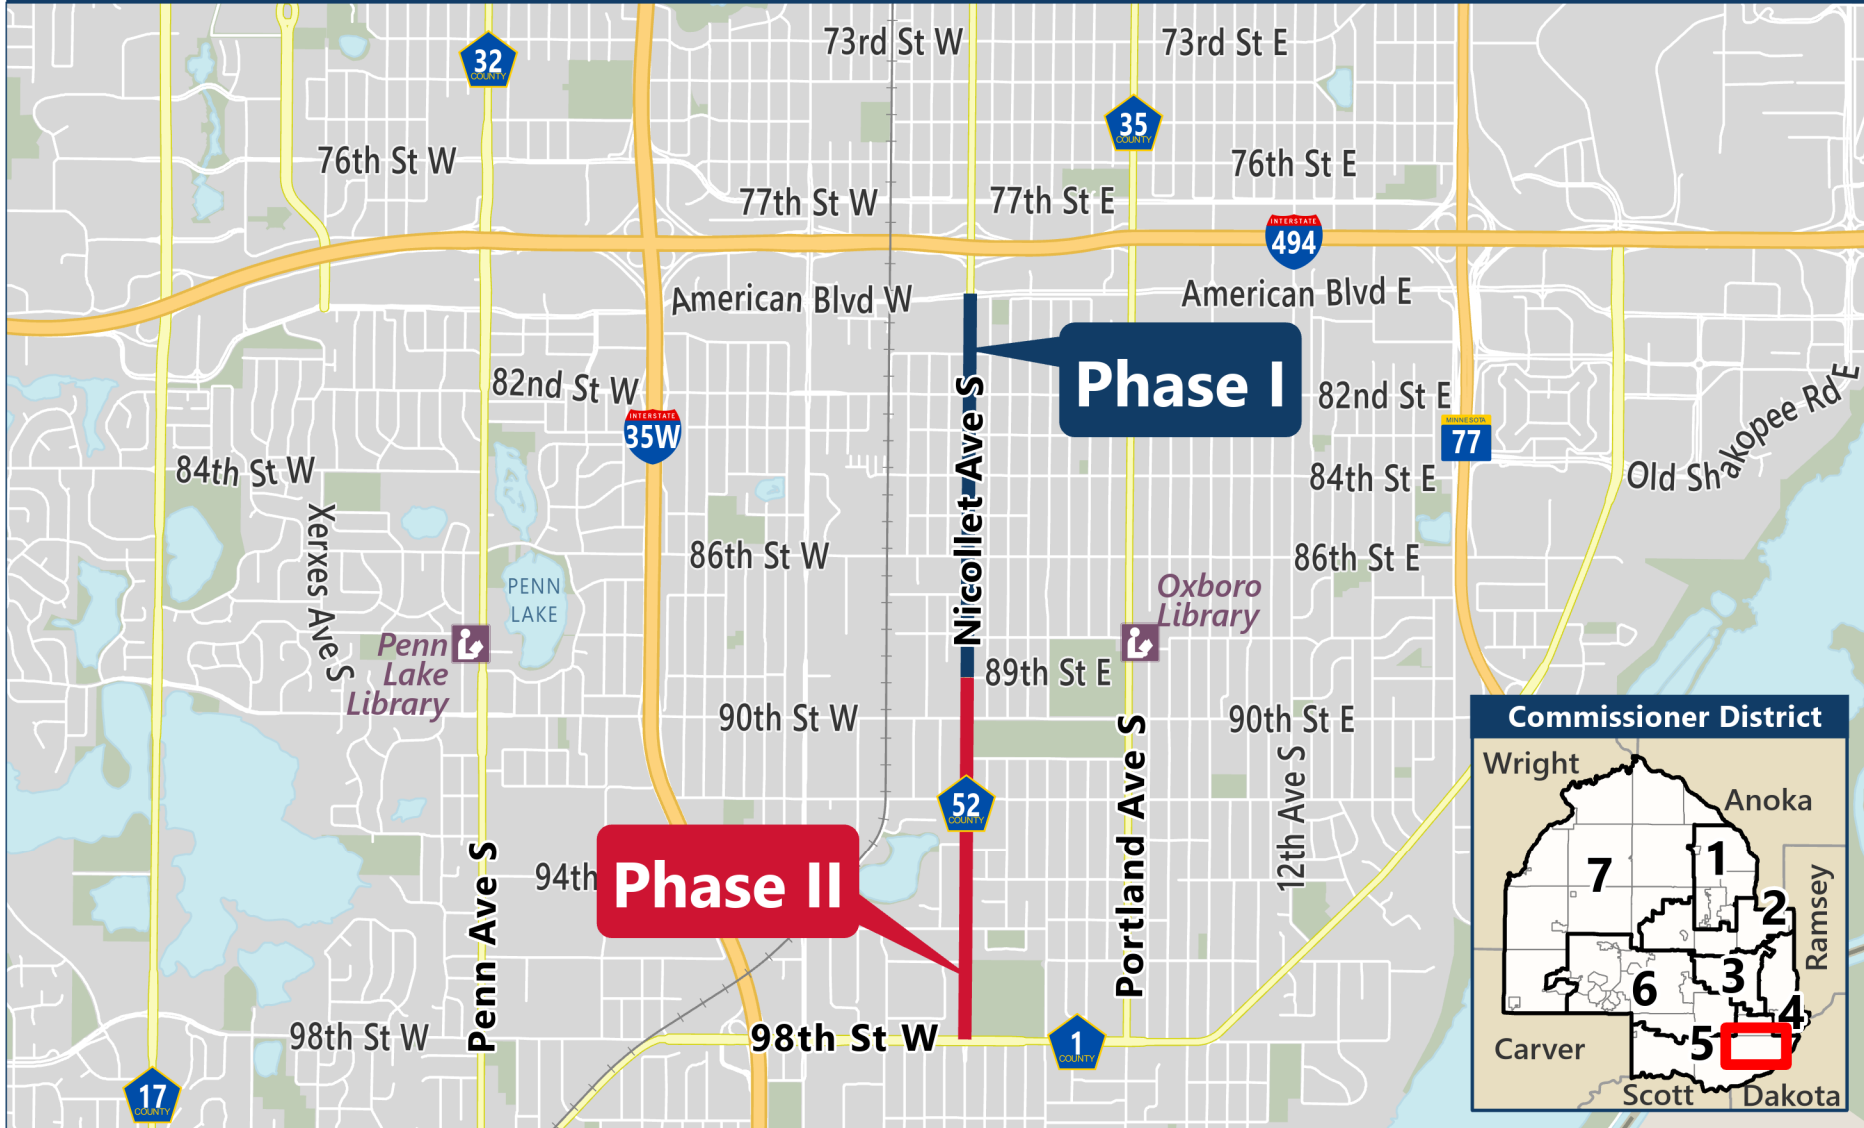 73rd St W
73rd St E
32
COUNTY
35
COUNTY
76th St W
76th St E
77th St W
77th St E
INTERSTATE
494
American Blvd W
American Blvd E
Phase I
82nd St W
82nd St E
INTERSTATE
35W
MINNESOTA
77
Old Shakopee Rd E
84th St W
84th St E
Nicollet Ave S
Xerxes Ave S
86th St W
86th St E
PENN
LAKE
Oxboro
Library
Penn
Lake
Library
89th St E
90th St W
90th St E
52
COUNTY
12th Ave S
Portland Ave S
Penn Ave S
94th
Phase II
98th St W
98th St W
1
COUNTY
17
COUNTY
Commissioner District
Wright
Anoka
1
7
2
Ramsey
3
6
4
5
Carver
Scott
Dakota